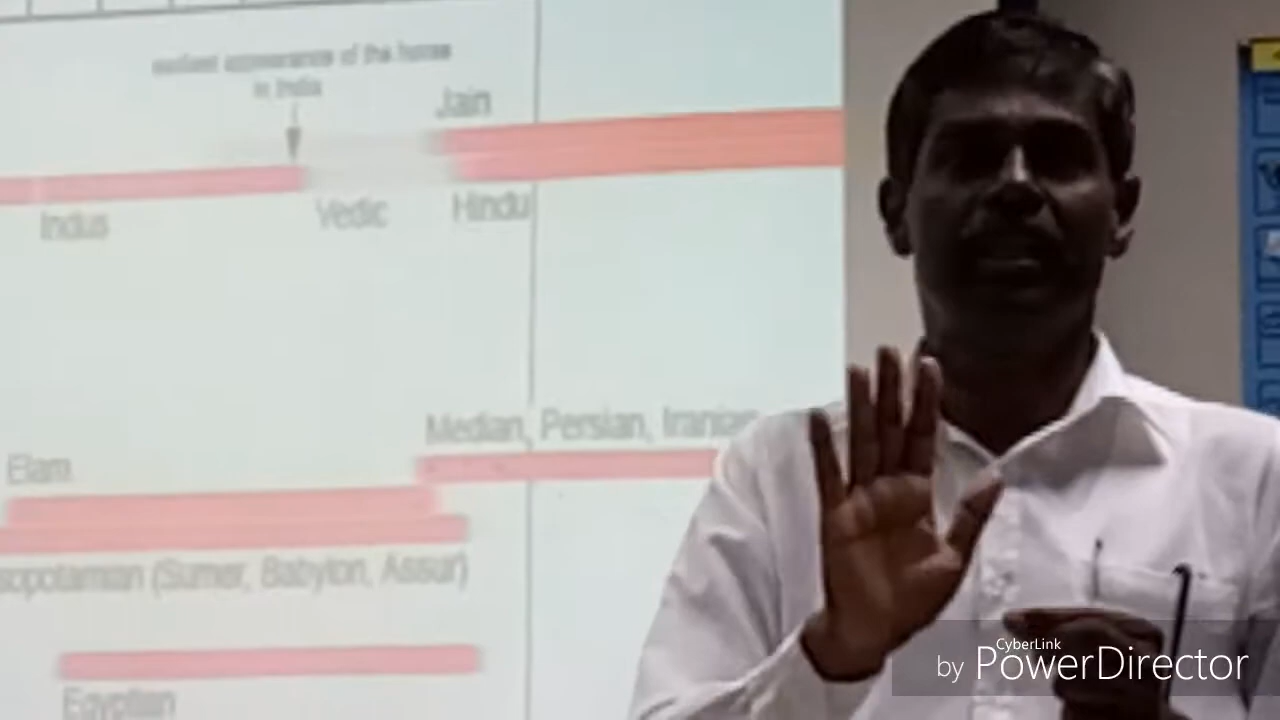 earliest appearance of the horse
in India
Jain
Indus
Vedic
Hindu
Median, Persian, Iranian
Elam
sopotamian (Sumer, Babylon, Assur)
Egyptian
CyberLink
by PowerDirector